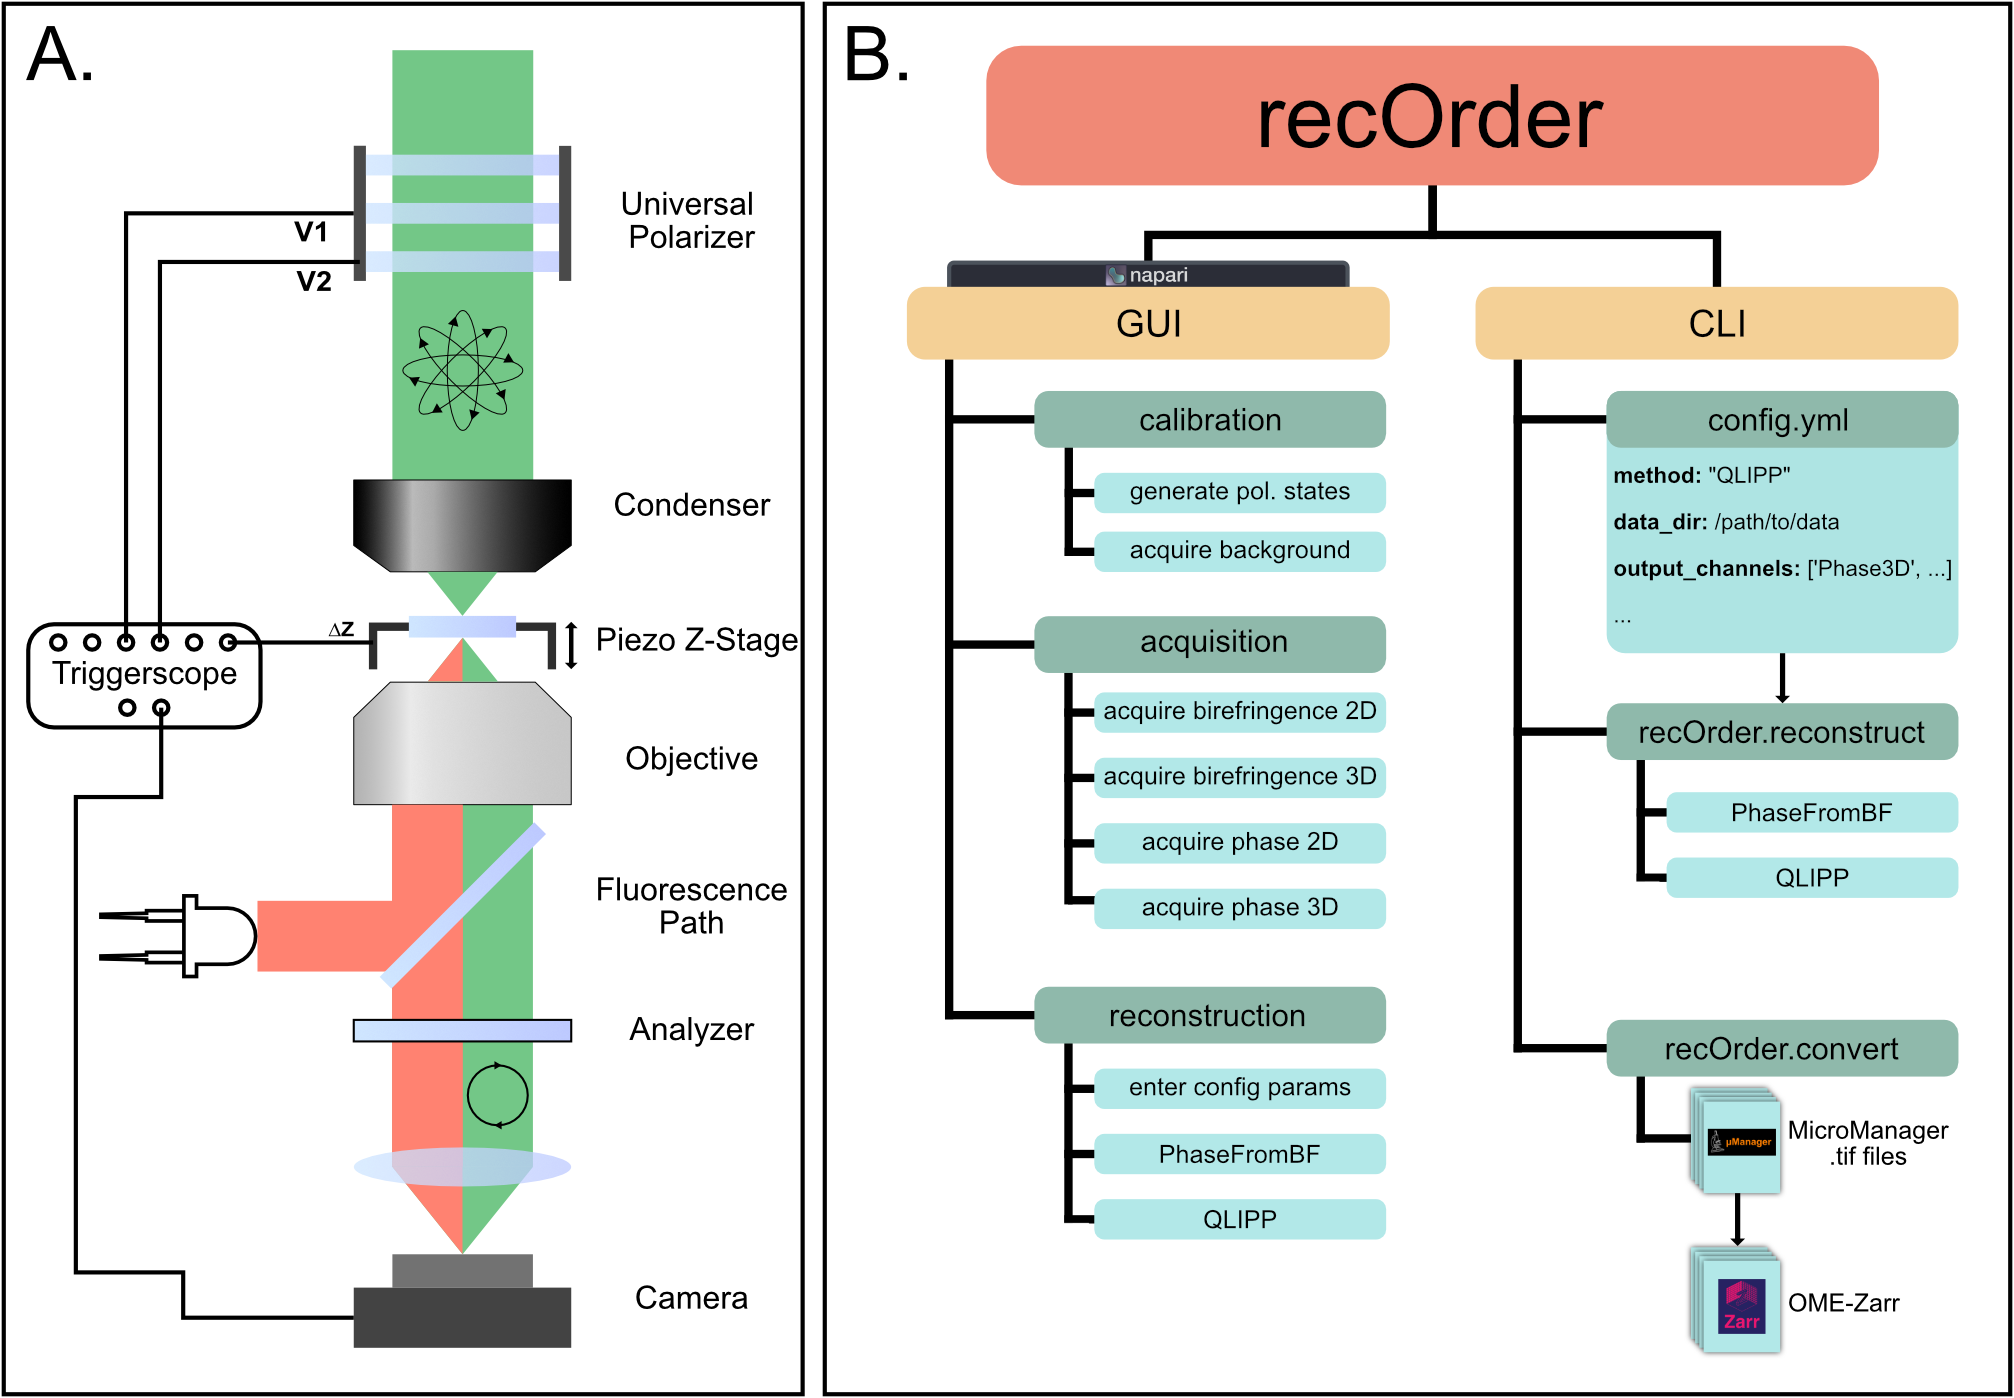 A.
Universal
Polarizer
V1
V2
Condenser
ΔZ
Piezo Z-Stage
Triggerscope
Objective
Fluorescence
Path
Analyzer
Camera
B.
recOrder
napari
GUI
calibration
generate pol. states
acquire background
acquisition
acquire birefringence 2D
acquire birefringence 3D
acquire phase 2D
acquire phase 3D
reconstruction
enter config params
PhaseFromBF
QLIPP
CLI
config.yml
method: "QLIPP"
data_dir: /path/to/data
output_channels: ['Phase3D', ...]
...
recOrder.reconstruct
PhaseFromBF
QLIPP
recOrder.convert
µManager
MicroManager
.tif files
Zarr
OME-Zarr